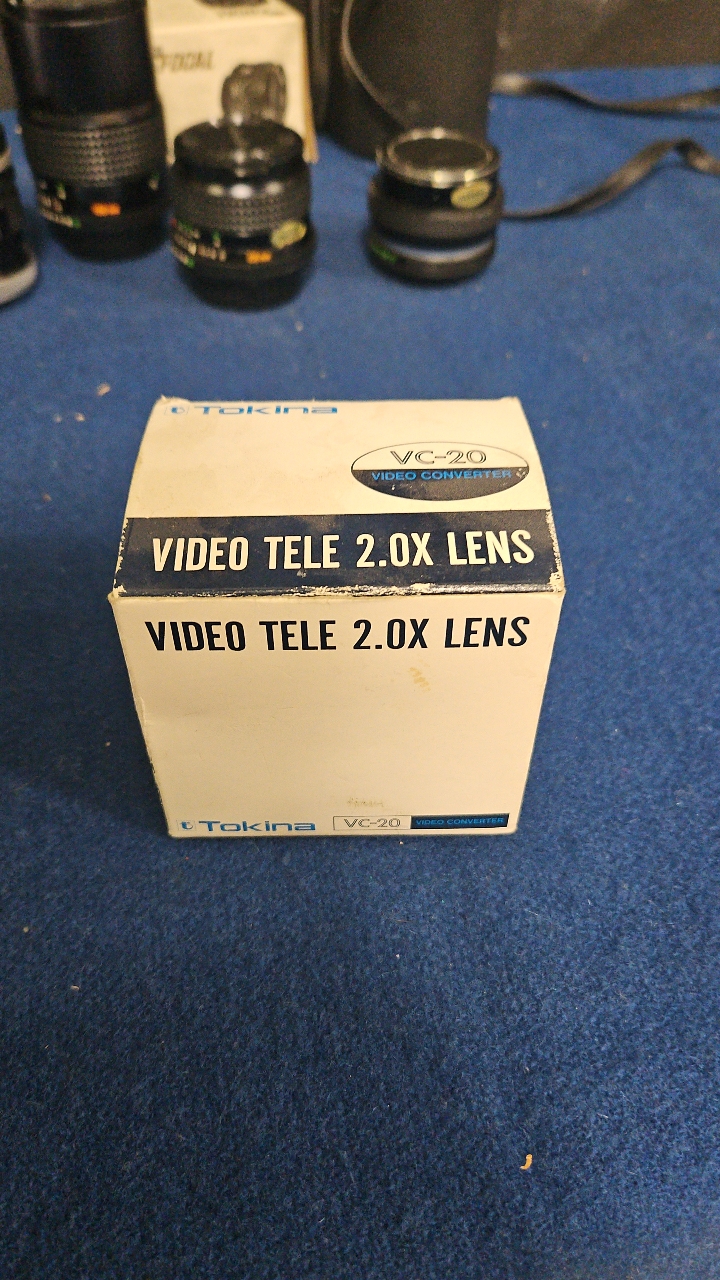 FOCAL
Tokina
VC-20
VIDEO CONVERTER
VIDEO TELE 2.0X LENS
VIDEO TELE 2.0X LENS
Tokina VC-20 VIDEO CONVERTER